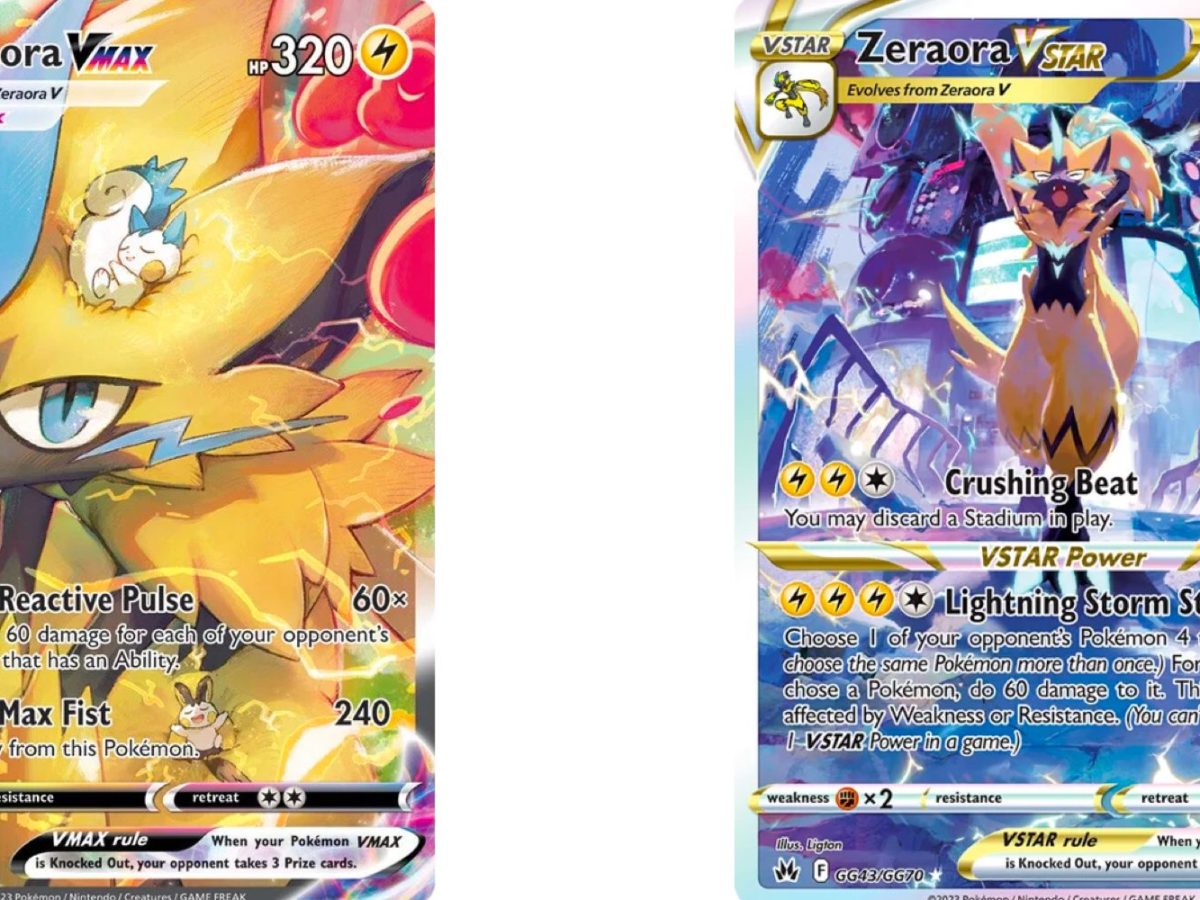 ora VMAX
HP 320
eraora V
Reactive Pulse 60×
60 damage for each of your opponent's
that has an Ability.
Max Fist 240
from this Pokémon.
sistance retreat
VMAX rule When your Pokémon VMAX
is Knocked Out, your opponent takes 3 Prize cards.
23 Pokémon / Nintendo / Creatures / GAME FREAK
VSTAR Zeraora VSTAR
Evolves from Zeraora V
Crushing Beat
You may discard a Stadium in play.
VSTAR Power
Lightning Storm St
Choose 1 of your opponent's Pokémon 4
choose the same Pokémon more than once.) For
chose a Pokémon, do 60 damage to it. Th
affected by Weakness or Resistance. (You can't
1 VSTAR Power in a game.)
weakness ×2 resistance retreat
Illus. Ligton
VSTAR rule When y
is Knocked Out, your opponent
F GG43/GG70
©2023 Pokémon / Nintendo / Creatures / GAME FREAK